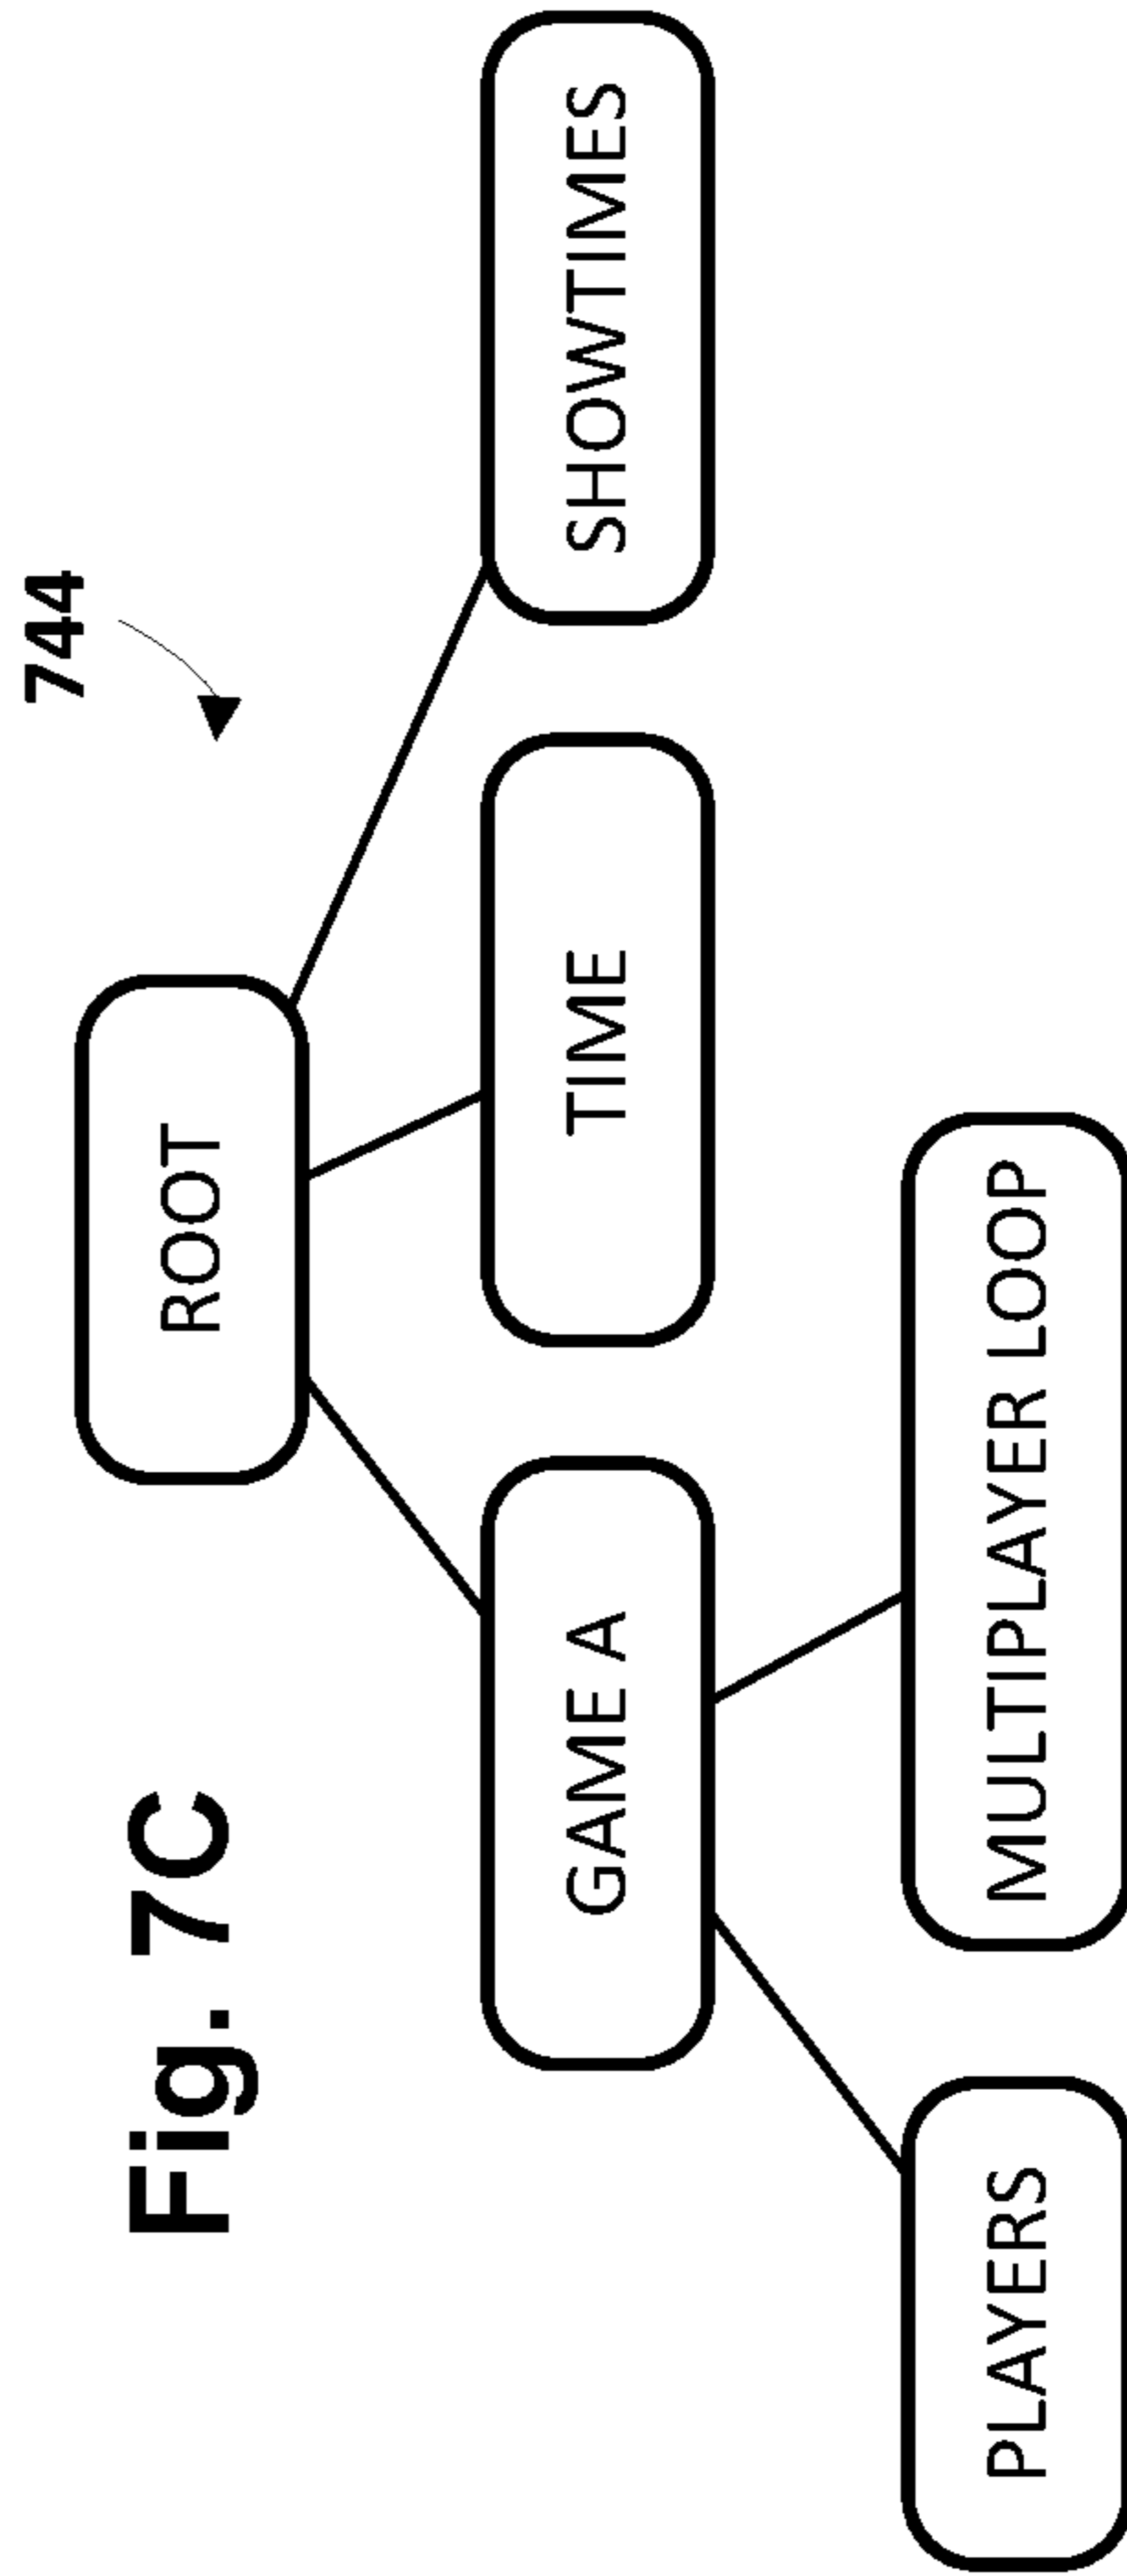 Fig. 7C
744
ROOT
GAME A
TIME
SHOWTIMES
PLAYERS
MULTIPLAYER LOOP